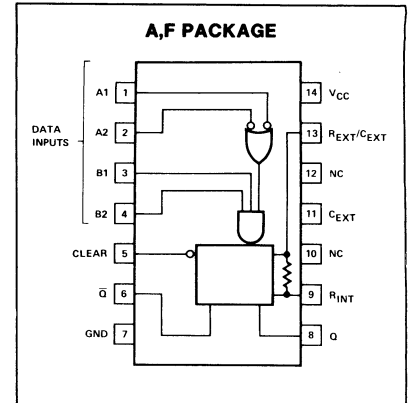 A,F PACKAGE
DATA
INPUTS
A1 1
A2 2
B1 3
B2 4
CLEAR 5
Q̅ 6
GND 7
14 VCC
13 REXT/CEXT
12 NC
11 CEXT
10 NC
9 RINT
8 Q